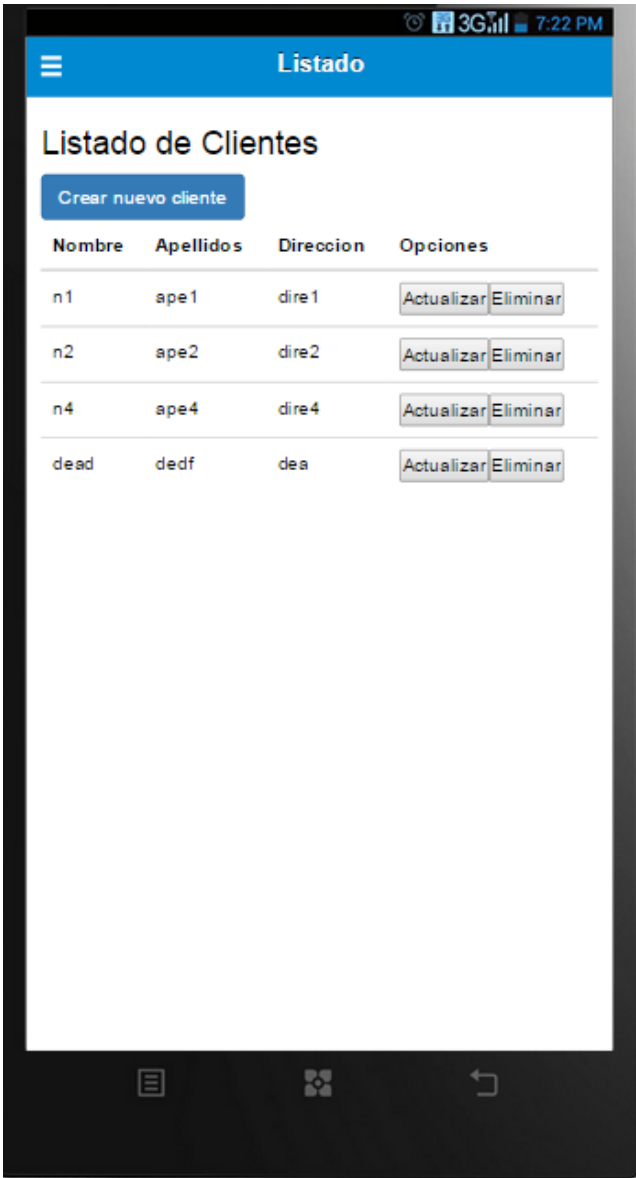 3G 7:22 PM
Listado
Listado de Clientes
Crear nuevo cliente
Nombre Apellidos Direccion Opciones
n1 ape1 dire1 Actualizar Eliminar
n2 ape2 dire2 Actualizar Eliminar
n4 ape4 dire4 Actualizar Eliminar
dead dedf dea Actualizar Eliminar